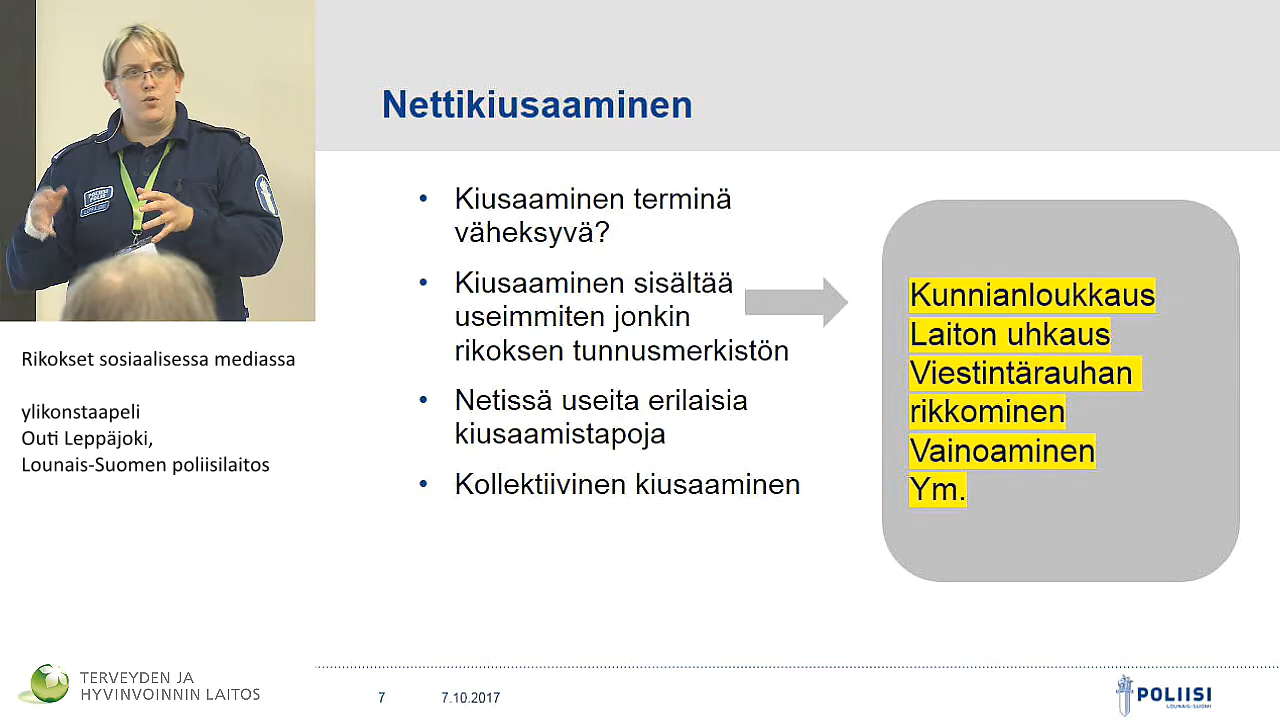 Nettikiusaaminen
• Kiusaaminen terminä
väheksyvä?
• Kiusaaminen sisältää
useimmiten jonkin
rikoksen tunnusmerkistön
• Netissä useita erilaisia
kiusaamistapoja
• Kollektiivinen kiusaaminen
Kunnianloukkaus
Laiton uhkaus
Viestintärauhan
rikkominen
Vainoaminen
Ym.
Rikokset sosiaalisessa mediassa
ylikonstaapeli
Outi Leppäjoki,
Lounais-Suomen poliisilaitos
TERVEYDEN JA
HYVINVOINNIN LAITOS
7
7.10.2017
POLIISI
LOUNAIS-SUOMI